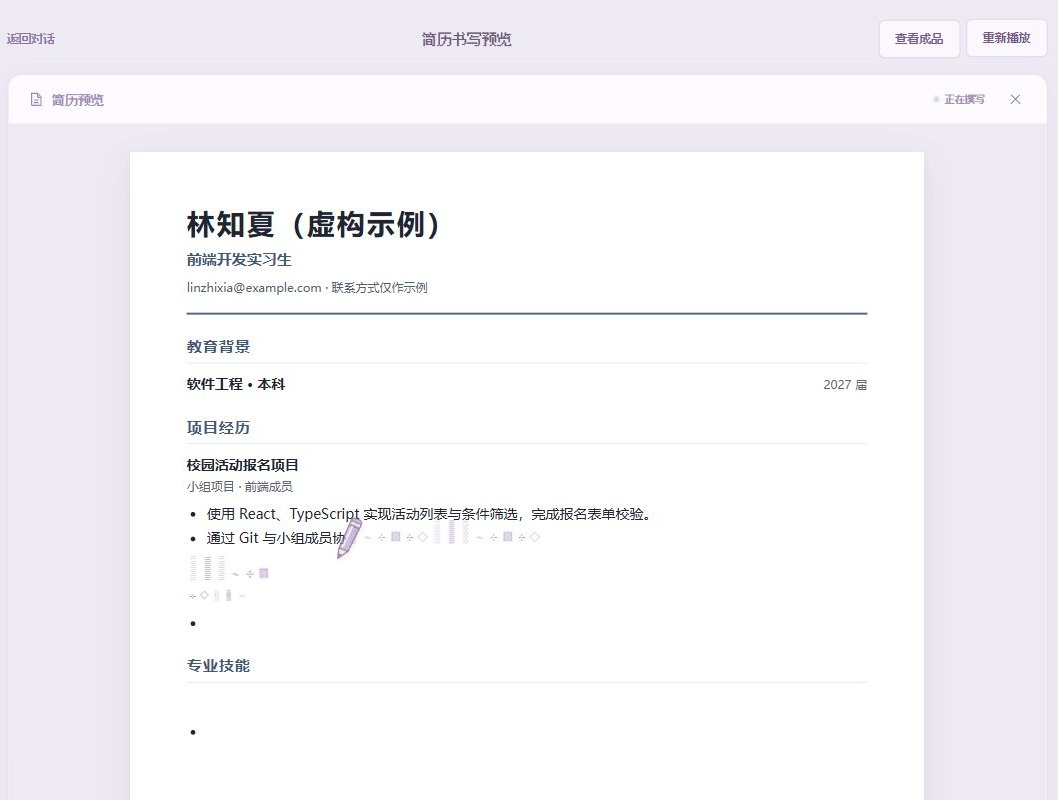 返回对话
简历书写预览
查看成品
重新播放
简历预览
正在撰写
林知夏（虚构示例）
前端开发实习生
linzhixia@example.com · 联系方式仅作示例
教育背景
软件工程 • 本科
2027 届
项目经历
校园活动报名项目
小组项目 · 前端成员
• 使用 React、TypeScript 实现活动列表与条件筛选，完成报名表单校验。
• 通过 Git 与小组成员协
专业技能